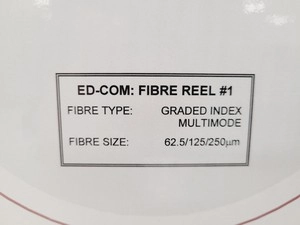 ED-COM: FIBRE REEL #1
FIBRE TYPE: GRADED INDEX
MULTIMODE
FIBRE SIZE: 62.5/125/250µm